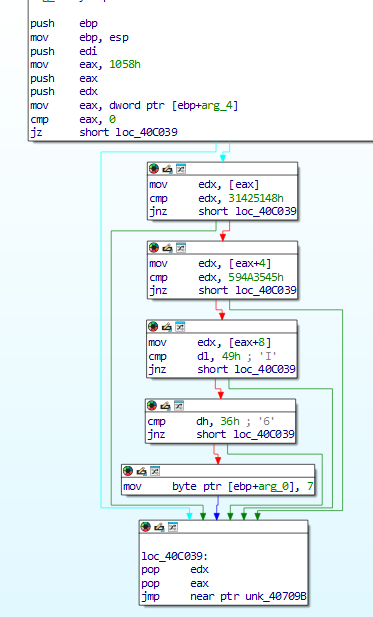 push    ebp
mov     ebp, esp
push    edi
mov     eax, 1058h
push    eax
push    edx
mov     eax, dword ptr [ebp+arg_4]
cmp     eax, 0
jz      short loc_40C039
mov     edx, [eax]
cmp     edx, 31425148h
jnz     short loc_40C039
mov     edx, [eax+4]
cmp     edx, 594A3545h
jnz     short loc_40C039
mov     edx, [eax+8]
cmp     dl, 49h ; 'I'
jnz     short loc_40C039
cmp     dh, 36h ; '6'
jnz     short loc_40C039
mov     byte ptr [ebp+arg_0], 7
loc_40C039:
pop     edx
pop     eax
jmp     near ptr unk_40709B